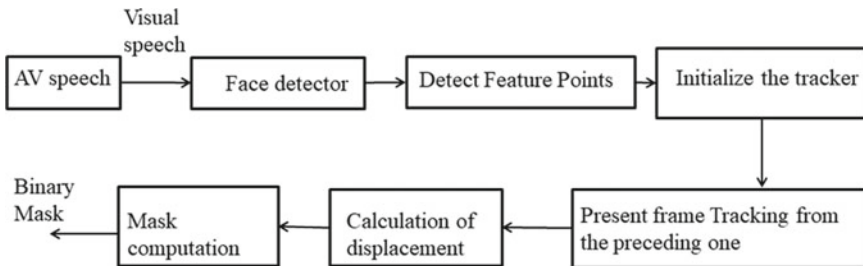 Visual
speech
AV speech
Face detector
Detect Feature Points
Initialize the tracker
Present frame Tracking from
the preceding one
Calculation of
displacement
Mask
computation
Binary
Mask